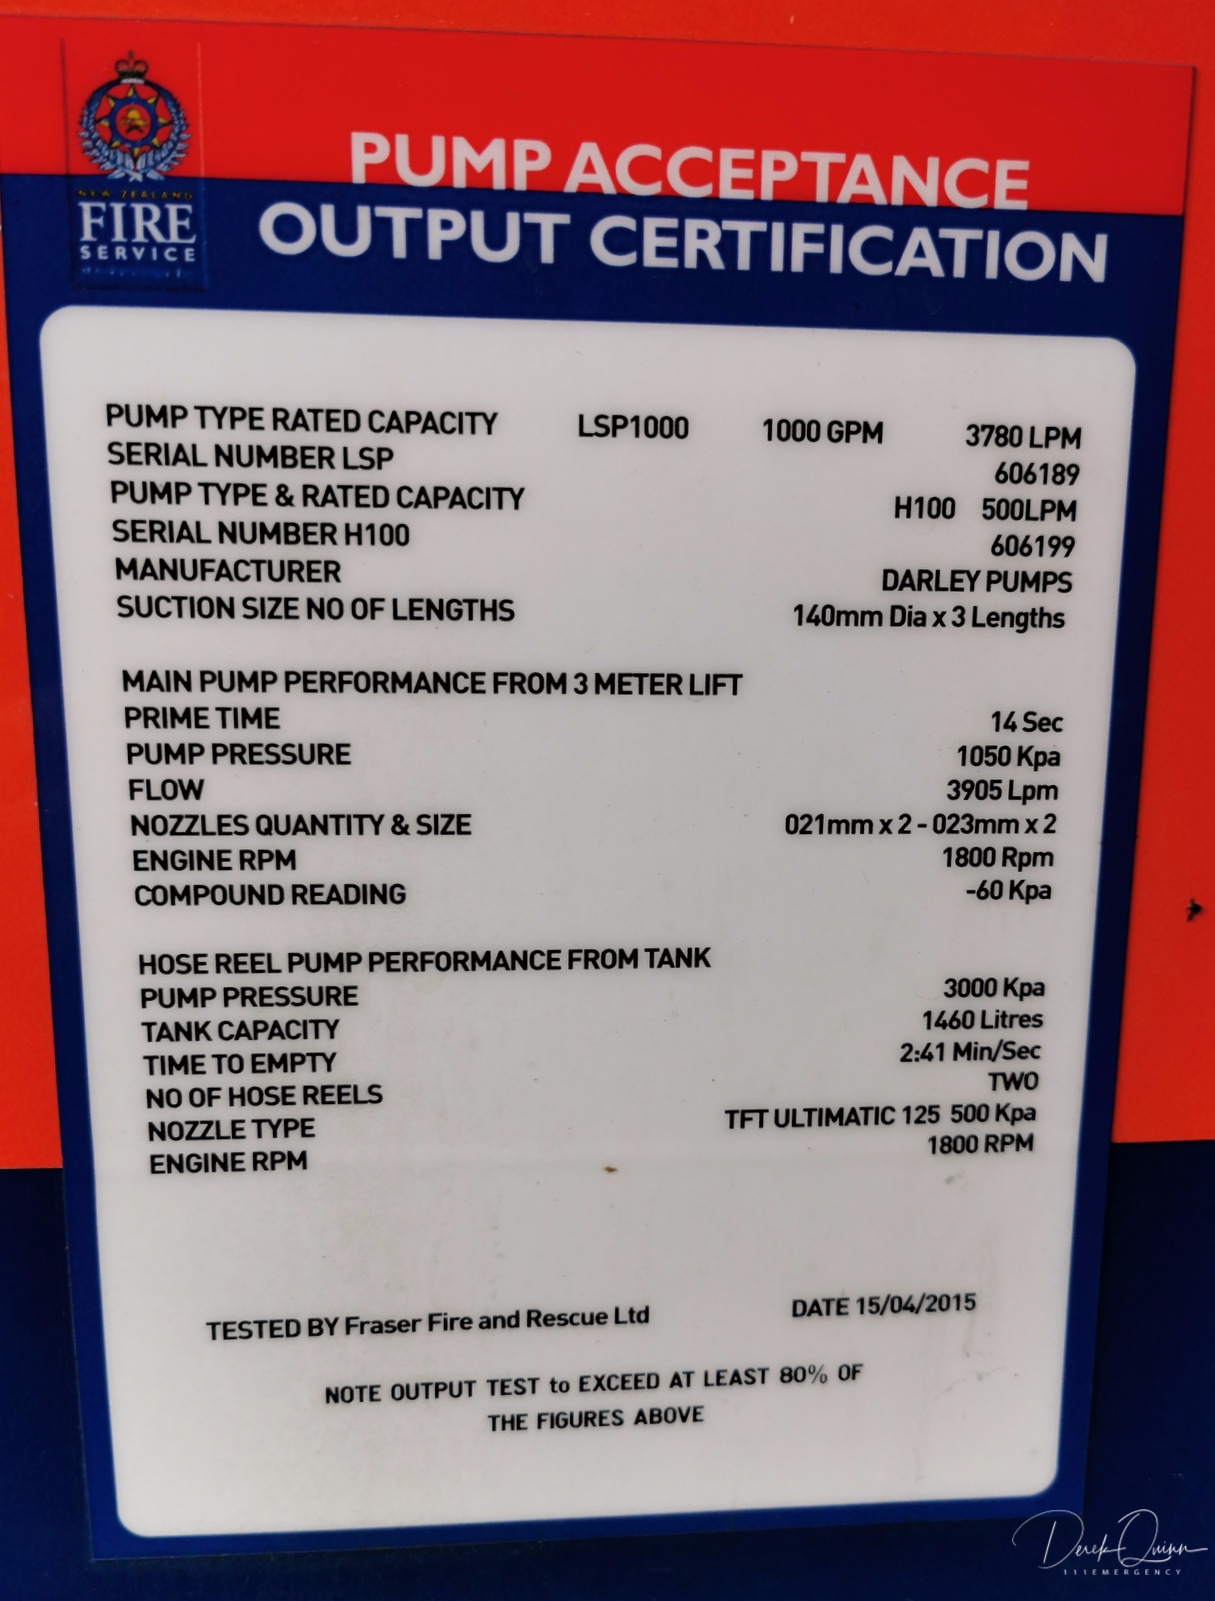 NEW ZEALAND
FIRE
SERVICE
PUMP ACCEPTANCE
OUTPUT CERTIFICATION
PUMP TYPE RATED CAPACITY LSP1000 1000 GPM 3780 LPM
SERIAL NUMBER LSP 606189
PUMP TYPE & RATED CAPACITY H100 500LPM
SERIAL NUMBER H100 606199
MANUFACTURER DARLEY PUMPS
SUCTION SIZE NO OF LENGTHS 140mm Dia x 3 Lengths
MAIN PUMP PERFORMANCE FROM 3 METER LIFT
PRIME TIME 14 Sec
PUMP PRESSURE 1050 Kpa
FLOW 3905 Lpm
NOZZLES QUANTITY & SIZE 021mm x 2 - 023mm x 2
ENGINE RPM 1800 Rpm
COMPOUND READING -60 Kpa
HOSE REEL PUMP PERFORMANCE FROM TANK
PUMP PRESSURE 3000 Kpa
TANK CAPACITY 1460 Litres
TIME TO EMPTY 2:41 Min/Sec
NO OF HOSE REELS TWO
NOZZLE TYPE TFT ULTIMATIC 125 500 Kpa
ENGINE RPM 1800 RPM
TESTED BY Fraser Fire and Rescue Ltd DATE 15/04/2015
NOTE OUTPUT TEST to EXCEED AT LEAST 80% OF
THE FIGURES ABOVE
Derek Quinn
111EMERGENCY